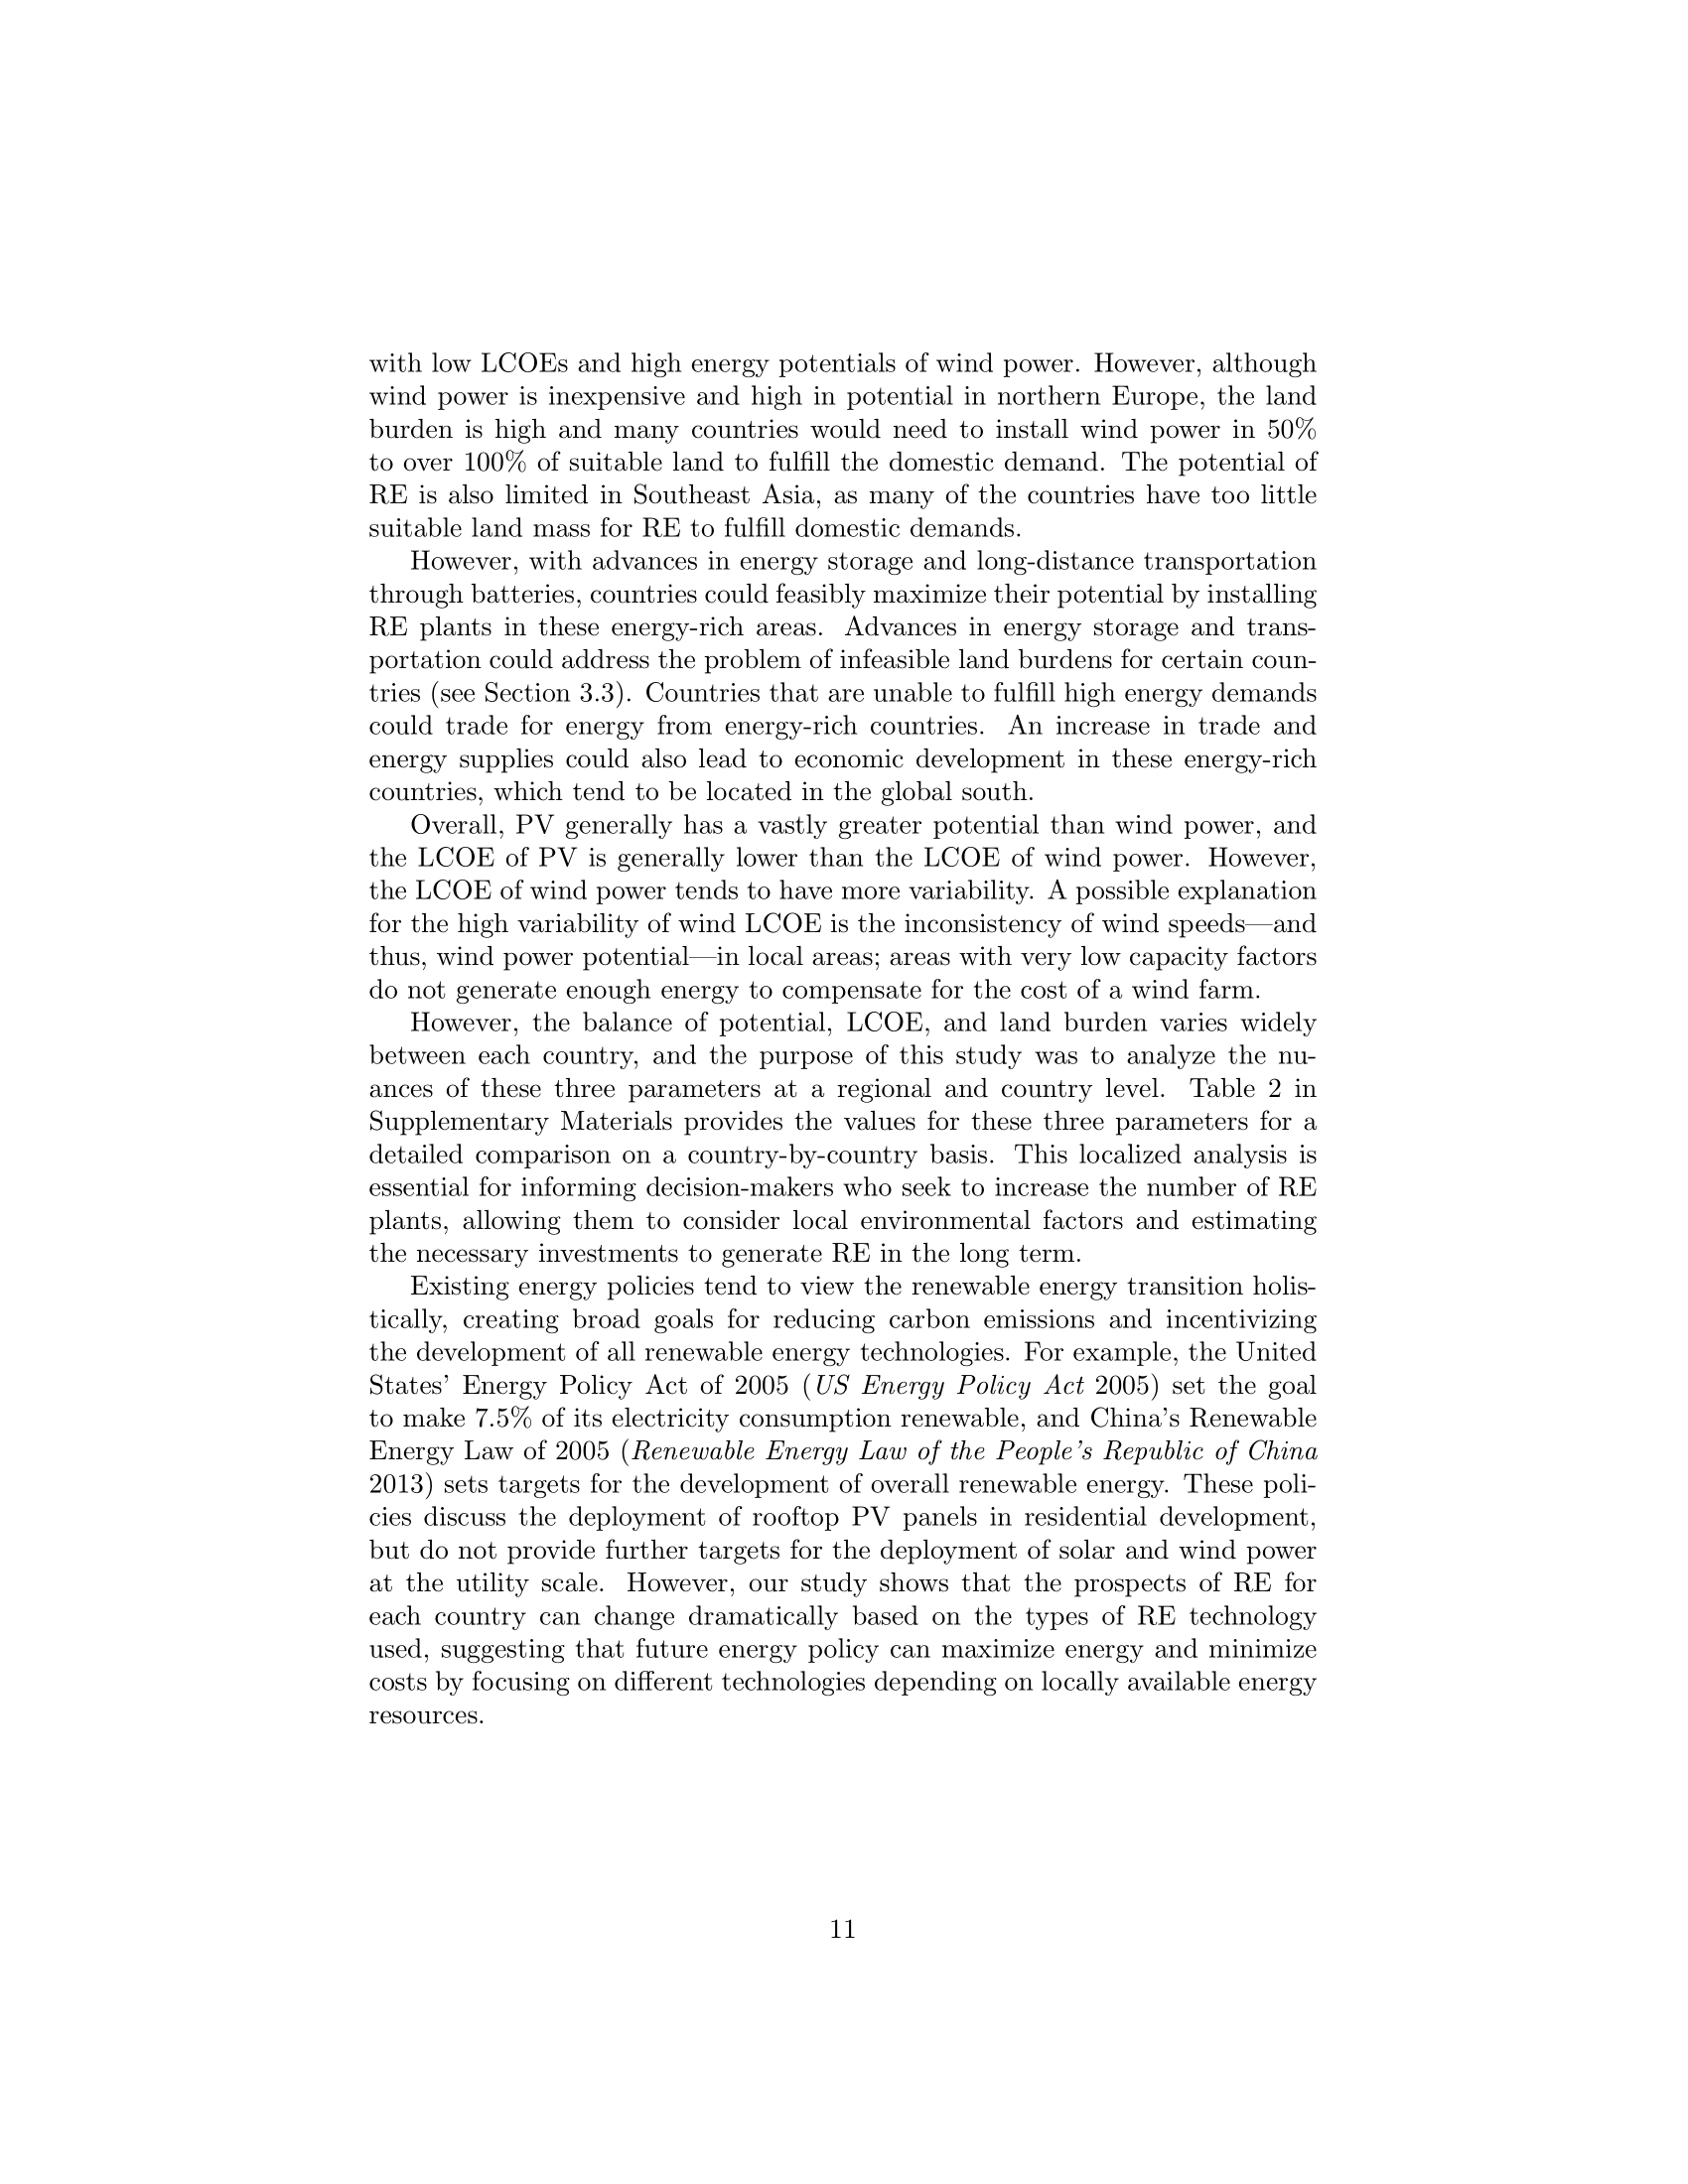 with low LCOEs and high energy potentials of wind power. However, although
wind power is inexpensive and high in potential in northern Europe, the land
burden is high and many countries would need to install wind power in 50%
to over 100% of suitable land to fulfill the domestic demand. The potential of
RE is also limited in Southeast Asia, as many of the countries have too little
suitable land mass for RE to fulfill domestic demands.
However, with advances in energy storage and long-distance transportation
through batteries, countries could feasibly maximize their potential by installing
RE plants in these energy-rich areas. Advances in energy storage and trans-
portation could address the problem of infeasible land burdens for certain coun-
tries (see Section 3.3). Countries that are unable to fulfill high energy demands
could trade for energy from energy-rich countries. An increase in trade and
energy supplies could also lead to economic development in these energy-rich
countries, which tend to be located in the global south.
Overall, PV generally has a vastly greater potential than wind power, and
the LCOE of PV is generally lower than the LCOE of wind power. However,
the LCOE of wind power tends to have more variability. A possible explanation
for the high variability of wind LCOE is the inconsistency of wind speeds—and
thus, wind power potential—in local areas; areas with very low capacity factors
do not generate enough energy to compensate for the cost of a wind farm.
However, the balance of potential, LCOE, and land burden varies widely
between each country, and the purpose of this study was to analyze the nu-
ances of these three parameters at a regional and country level. Table 2 in
Supplementary Materials provides the values for these three parameters for a
detailed comparison on a country-by-country basis. This localized analysis is
essential for informing decision-makers who seek to increase the number of RE
plants, allowing them to consider local environmental factors and estimating
the necessary investments to generate RE in the long term.
Existing energy policies tend to view the renewable energy transition holis-
tically, creating broad goals for reducing carbon emissions and incentivizing
the development of all renewable energy technologies. For example, the United
States' Energy Policy Act of 2005 (US Energy Policy Act 2005) set the goal
to make 7.5% of its electricity consumption renewable, and China's Renewable
Energy Law of 2005 (Renewable Energy Law of the People's Republic of China
2013) sets targets for the development of overall renewable energy. These poli-
cies discuss the deployment of rooftop PV panels in residential development,
but do not provide further targets for the deployment of solar and wind power
at the utility scale. However, our study shows that the prospects of RE for
each country can change dramatically based on the types of RE technology
used, suggesting that future energy policy can maximize energy and minimize
costs by focusing on different technologies depending on locally available energy
resources.
11